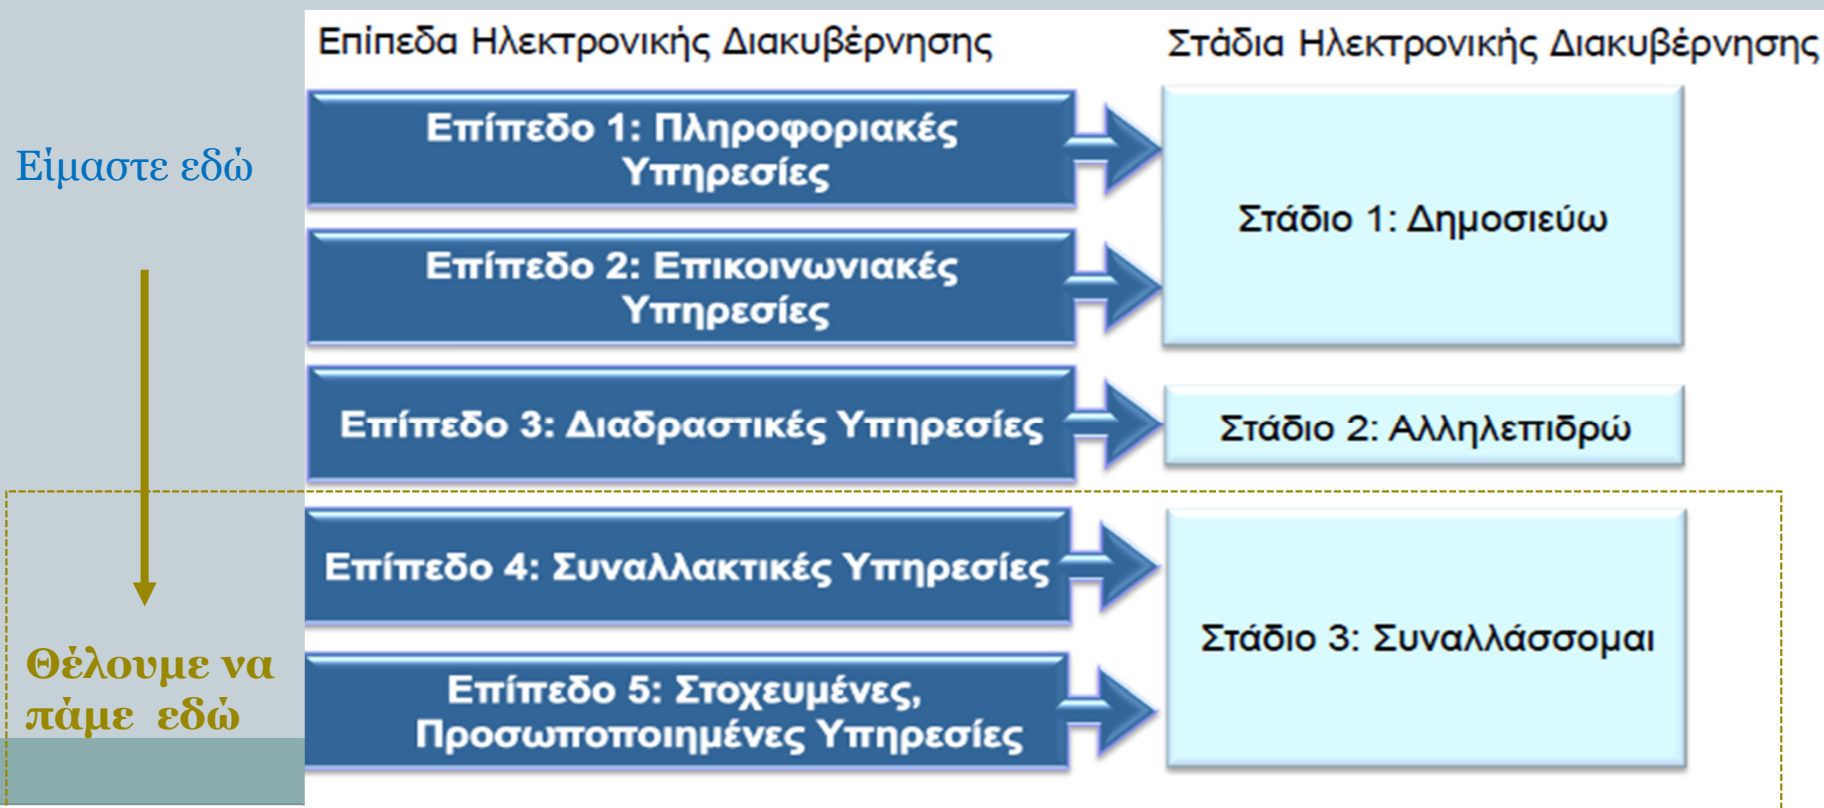 Επίπεδα Ηλεκτρονικής Διακυβέρνησης
Στάδια Ηλεκτρονικής Διακυβέρνησης
Είμαστε εδώ
Επίπεδο 1: Πληροφοριακές
Υπηρεσίες
Επίπεδο 2: Επικοινωνιακές
Υπηρεσίες
Στάδιο 1: Δημοσιεύω
Επίπεδο 3: Διαδραστικές Υπηρεσίες
Στάδιο 2: Αλληλεπιδρώ
Θέλουμε να
πάμε εδώ
Επίπεδο 4: Συναλλακτικές Υπηρεσίες
Επίπεδο 5: Στοχευμένες,
Προσωποποιημένες Υπηρεσίες
Στάδιο 3: Συναλλάσσομαι